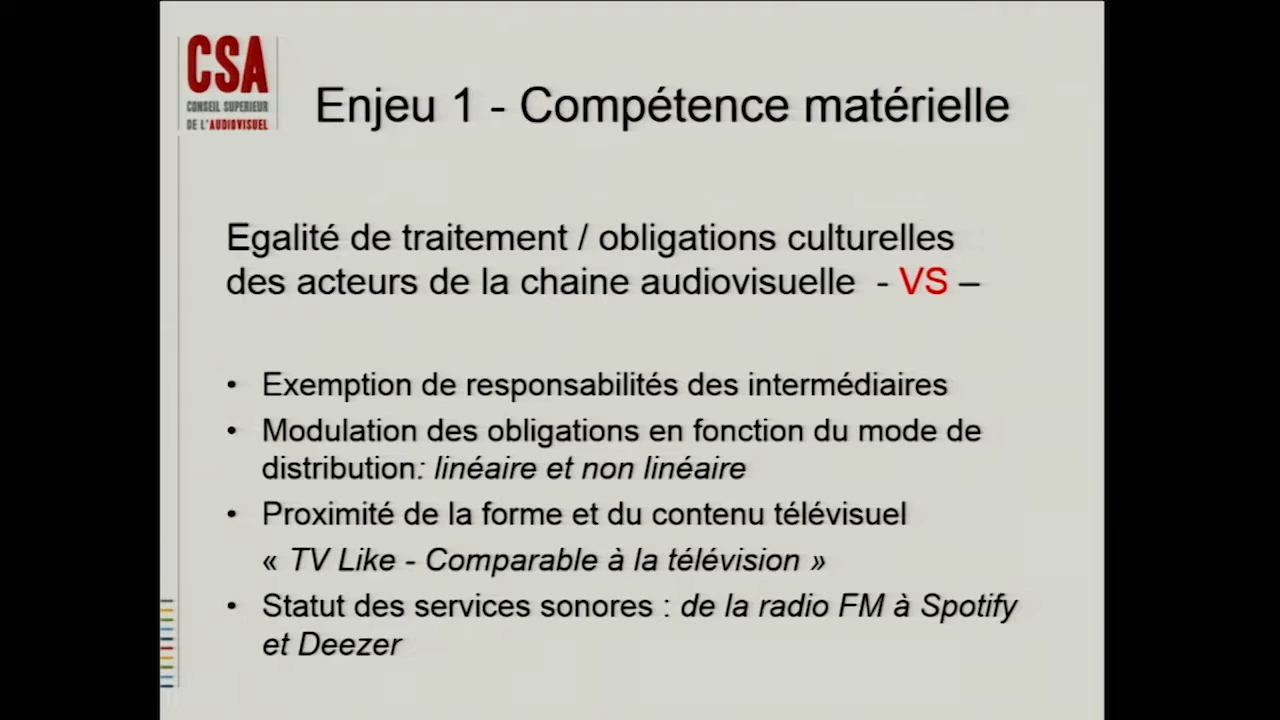 CSA
CONSEIL SUPERIEUR
DE L'AUDIOVISUEL
Enjeu 1 - Compétence matérielle
Egalité de traitement / obligations culturelles
des acteurs de la chaine audiovisuelle - VS –
• Exemption de responsabilités des intermédiaires
• Modulation des obligations en fonction du mode de
distribution: linéaire et non linéaire
• Proximité de la forme et du contenu télévisuel
« TV Like - Comparable à la télévision »
• Statut des services sonores : de la radio FM à Spotify
et Deezer